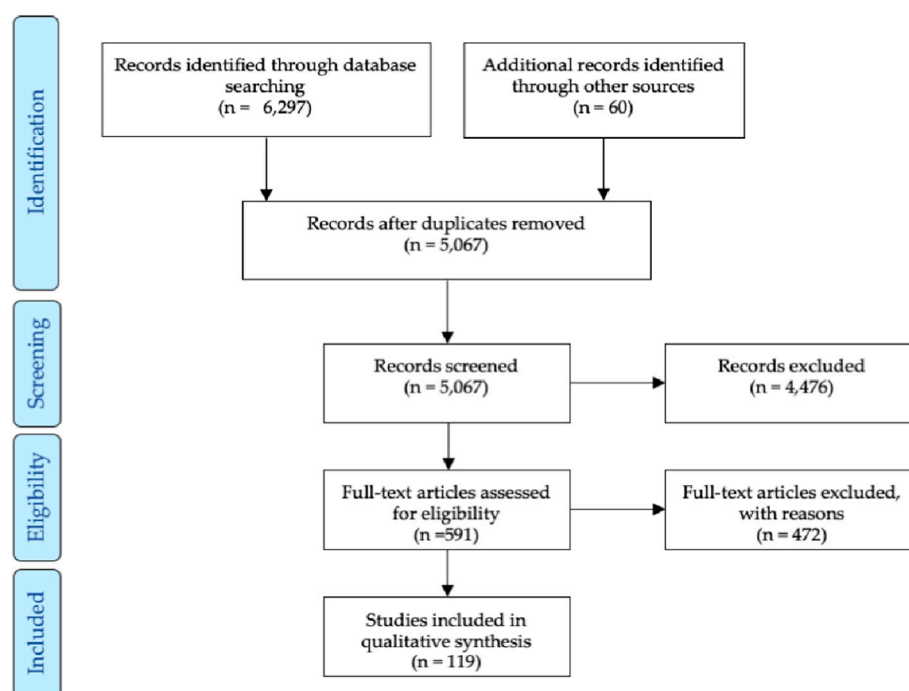 Identification
Records identified through database
searching
(n = 6,297)
Additional records identified
through other sources
(n = 60)
Records after duplicates removed
(n = 5,067)
Screening
Records screened
(n = 5,067)
Records excluded
(n = 4,476)
Eligibility
Full-text articles assessed
for eligibility
(n =591)
Full-text articles excluded,
with reasons
(n = 472)
Included
Studies included in
qualitative synthesis
(n = 119)